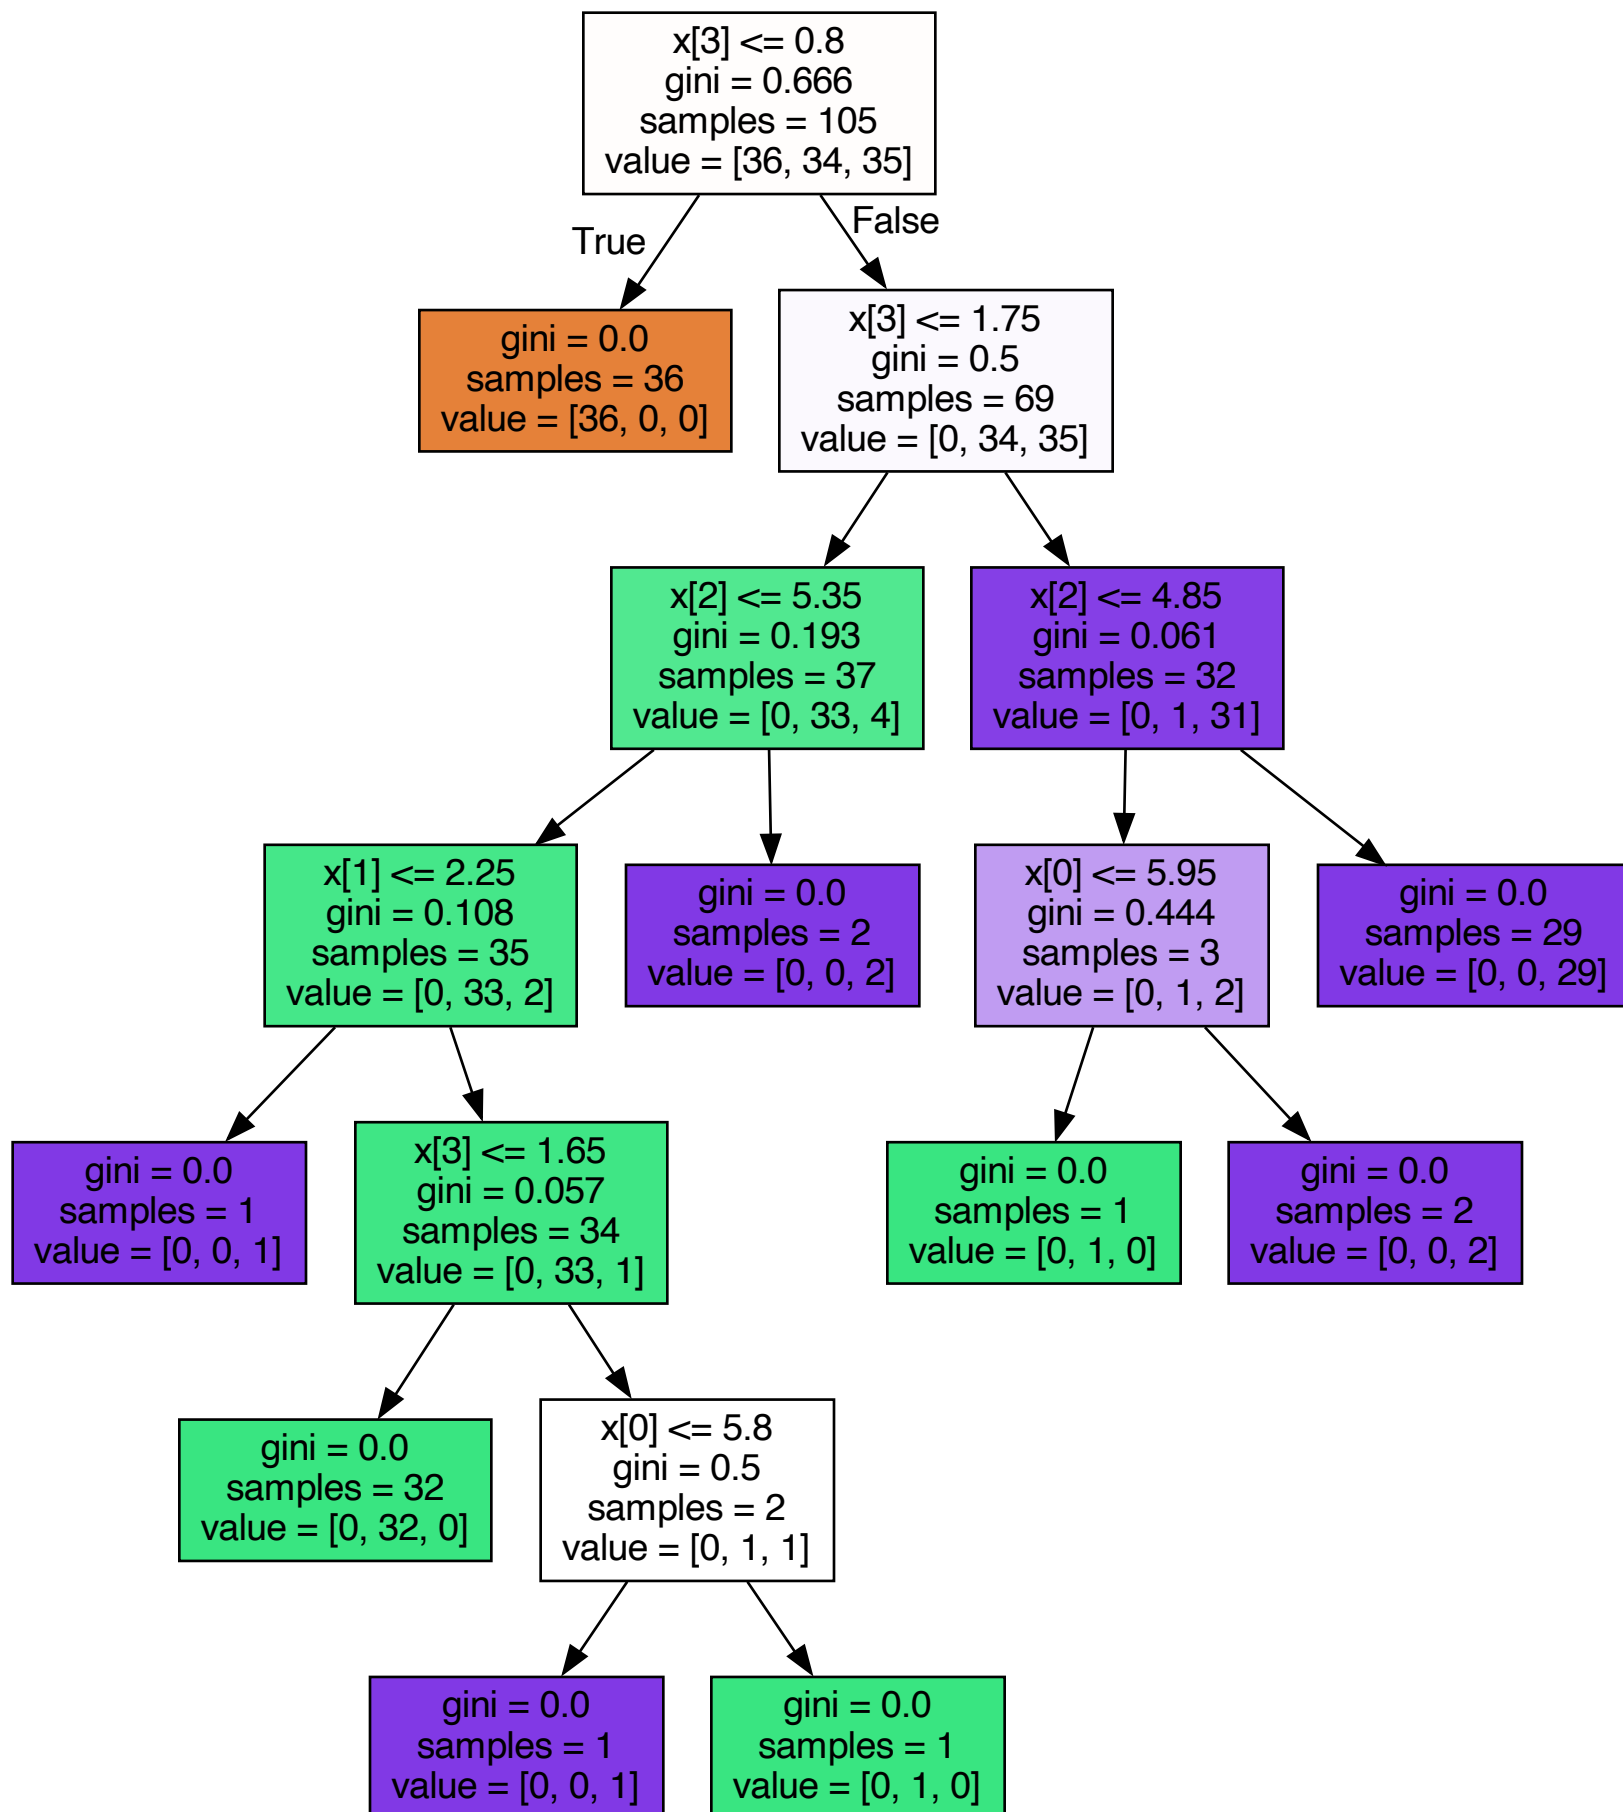 x[3] <= 0.8
gini = 0.666
samples = 105
value = [36, 34, 35]
True
False
gini = 0.0
samples = 36
value = [36, 0, 0]
x[3] <= 1.75
gini = 0.5
samples = 69
value = [0, 34, 35]
x[2] <= 5.35
gini = 0.193
samples = 37
value = [0, 33, 4]
x[2] <= 4.85
gini = 0.061
samples = 32
value = [0, 1, 31]
x[1] <= 2.25
gini = 0.108
samples = 35
value = [0, 33, 2]
gini = 0.0
samples = 2
value = [0, 0, 2]
x[0] <= 5.95
gini = 0.444
samples = 3
value = [0, 1, 2]
gini = 0.0
samples = 29
value = [0, 0, 29]
gini = 0.0
samples = 1
value = [0, 0, 1]
x[3] <= 1.65
gini = 0.057
samples = 34
value = [0, 33, 1]
gini = 0.0
samples = 1
value = [0, 1, 0]
gini = 0.0
samples = 2
value = [0, 0, 2]
gini = 0.0
samples = 32
value = [0, 32, 0]
x[0] <= 5.8
gini = 0.5
samples = 2
value = [0, 1, 1]
gini = 0.0
samples = 1
value = [0, 0, 1]
gini = 0.0
samples = 1
value = [0, 1, 0]